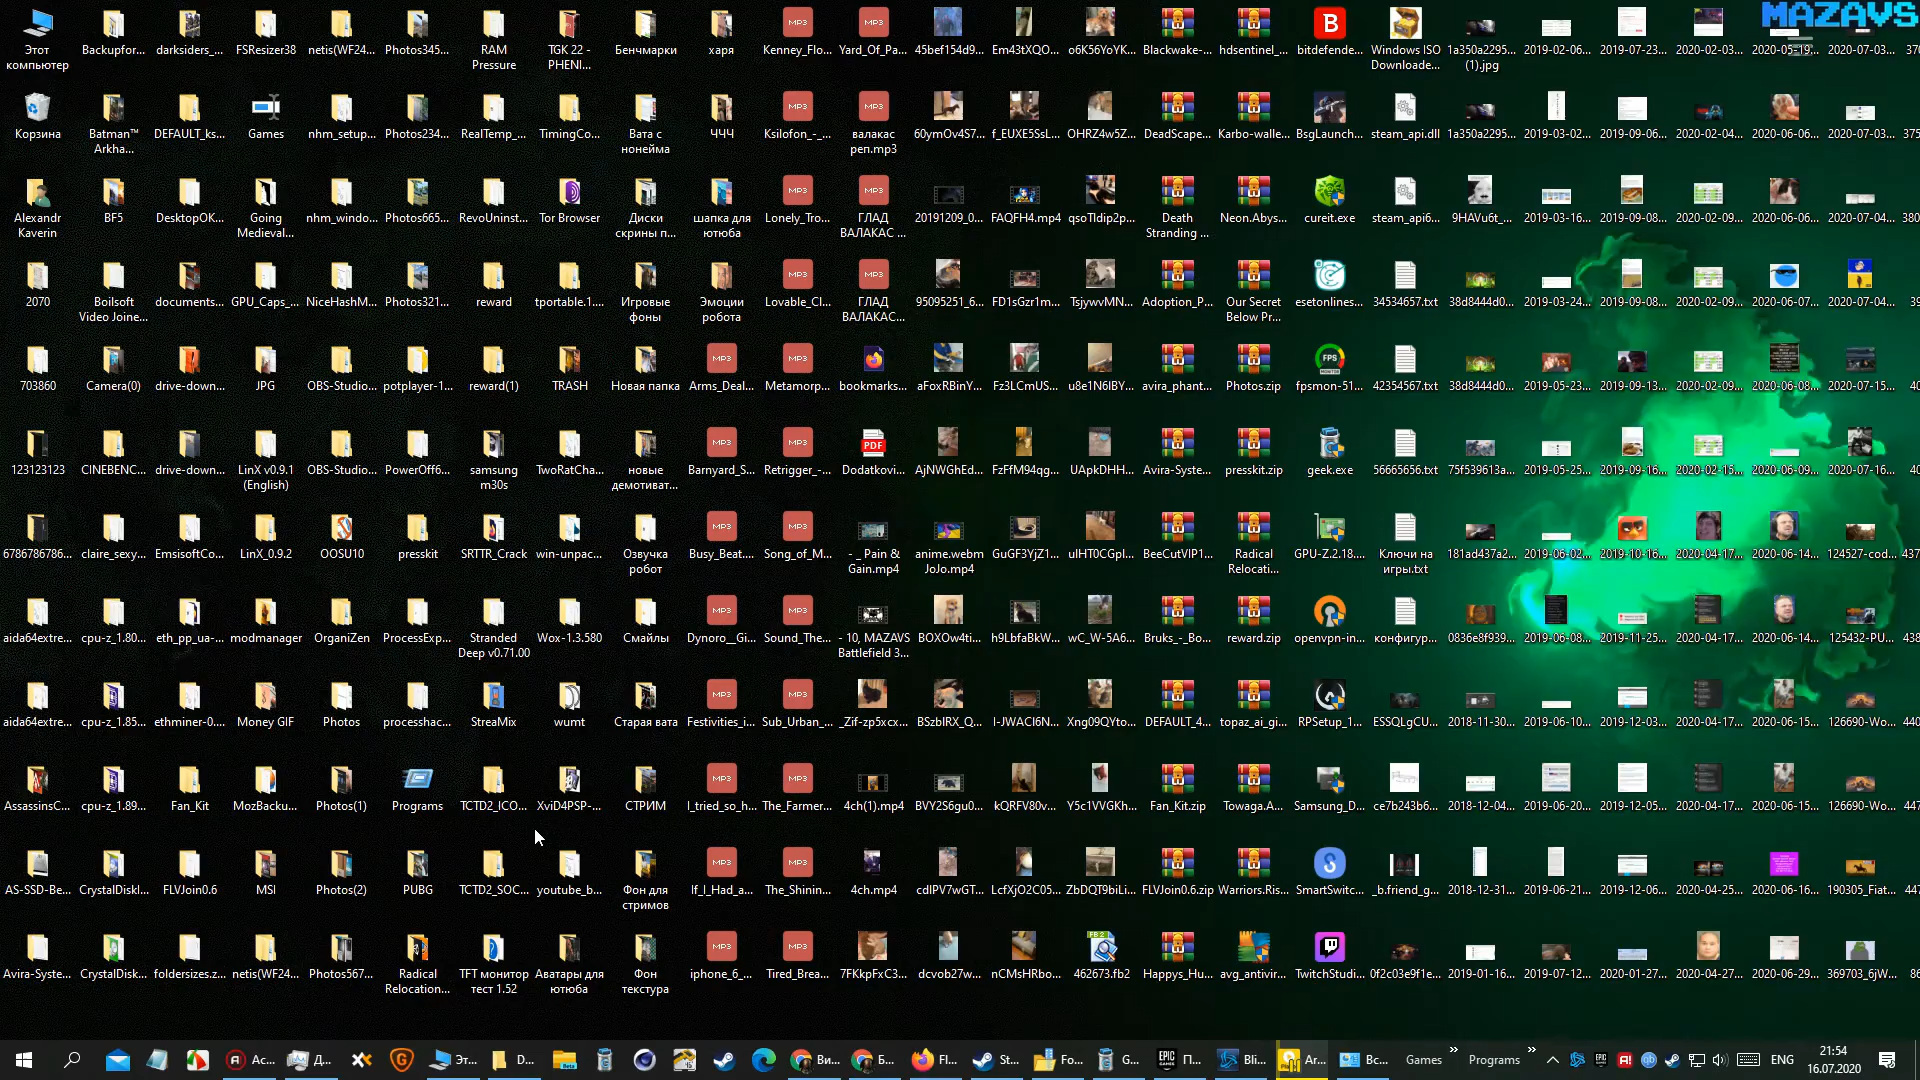 MAZAVS
Этот компьютер
Backupfor...
darksiders_...
FSResizer38
netis(WF24...
Photos345...
RAM Pressure
TGK 22 - PHENI...
Бенчмарки
харя
Kenney_Flo...
Yard_Of_Pa...
45bef154d9...
Em43tXQO...
o6K56YoYK...
Blackwake-...
hdsentinel_...
bitdefende...
Windows ISO Downloade...
1a350a2295... (1).jpg
2019-02-06...
2019-07-23...
2020-02-03...
2020-05-19...
2020-07-03...
Корзина
Batman™ Arkha...
DEFAULT_ks...
Games
nhm_setup...
Photos234...
RealTemp_...
TimingCo...
Вата с нонейма
ЧЧЧ
Ksilofon_-_...
валакас реп.mp3
60ymOv4S7...
f_EUXE5SsL...
OHRZ4w5Z...
DeadScape...
Karbo-walle...
BsgLaunch...
steam_api.dll
1a350a2295...
2019-03-02...
2019-09-06...
2020-02-04...
2020-06-06...
2020-07-03...
Alexandr Kaverin
BF5
DesktopOK...
Going Medieval...
nhm_windo...
Photos665...
RevoUninst...
Tor Browser
Диски скрины п...
шапка для ютюба
Lonely_Tro...
ГЛАД ВАЛАКАС ...
20191209_0...
FAQFH4.mp4
qsoTIdip2p...
Death Stranding ...
Neon.Abys...
cureit.exe
steam_api6...
9HAVu6t_...
2019-03-16...
2019-09-08...
2020-02-09...
2020-06-06...
2020-07-04...
2070
Boilsoft Video Joine...
documents...
GPU_Caps_...
NiceHashM...
Photos321...
reward
tportable.1....
Игровые фоны
Эмоции робота
Lovable_Cl...
ГЛАД ВАЛАКАС...
95095251_6...
FD1sGzr1m...
TsjywvMN...
Adoption_P...
Our Secret Below Pr...
esetonlines...
34534657.txt
38d8444d0...
2019-03-24...
2019-09-08...
2020-02-09...
2020-06-07...
2020-07-04...
703860
Camera(0)
drive-down...
JPG
OBS-Studio...
potplayer-1...
reward(1)
TRASH
Новая папка
Arms_Deal...
Metamorp...
bookmarks...
aFoxRBinY...
Fz3LCmUS...
u8e1N6IBY...
avira_phant...
Photos.zip
fpsmon-51...
42354567.txt
38d8444d0...
2019-05-23...
2019-09-13...
2020-02-09...
2020-06-08...
2020-07-15...
123123123
CINEBENC...
drive-down...
LinX v0.9.1 (English)
OBS-Studio...
PowerOff6...
samsung m30s
TwoRatCha...
новые демотиват...
Barnyard_S...
Retrigger_-...
Dodatkovi...
AjNWGhEd...
FzFfM94qg...
UApkDHH...
Avira-Syste...
presskit.zip
geek.exe
56665656.txt
75f539613a...
2019-05-25...
2019-09-16...
2020-02-15...
2020-06-09...
2020-07-16...
6786786786...
claire_sexy...
EmsisoftCo...
LinX_0.9.2
OOSU10
presskit
SRTTR_Crack
win-unpac...
Озвучка робот
Busy_Beat....
Song_of_M...
- _ Pain & Gain.mp4
anime.webm JoJo.mp4
GuGF3YjZ1...
uIHT0CGpI...
BeeCutVIP1...
Radical Relocati...
GPU-Z.2.18....
Ключи на игры.txt
181ad437a2...
2019-06-02...
2019-10-16...
2020-04-17...
2020-06-14...
124527-cod...
aida64extre...
cpu-z_1.80...
eth_pp_ua-...
modmanager
OrganiZen
ProcessExp...
Stranded Deep v0.71.00
Wox-1.3.580
Смайлы
Dynoro__Gi...
Sound_The...
- 10, MAZAVS Battlefield 3...
BOXOw4ti...
h9LbfaBkW...
wC_W-5A6...
Bruks_-_Bo...
reward.zip
openvpn-in...
конфигур...
0836e8f939...
2019-06-08...
2019-11-25...
2020-04-17...
2020-06-14...
125432-PU...
aida64extre...
cpu-z_1.85...
ethminer-0....
Money GIF
Photos
processhac...
StreaMix
wumt
Старая вата
Festivities_i...
Sub_Urban_...
_Zif-zp5xcx...
BSzbIRX_Q...
I-JWACI6N...
Xng09QYto...
DEFAULT_4...
topaz_ai_gi...
RPSetup_1...
ESSQLgCU...
2018-11-30...
2019-06-10...
2019-12-03...
2020-04-17...
2020-06-15...
126690-Wo...
AssassinsC...
cpu-z_1.89...
Fan_Kit
MozBacku...
Photos(1)
Programs
TCTD2_ICO...
XviD4PSP-...
СТРИМ
I_tried_so_h...
The_Farmer...
4ch(1).mp4
BVY2S6gu0...
kQRFV80v...
Y5c1VVGKh...
Fan_Kit.zip
Towaga.A...
Samsung_D...
ce7b243b6...
2018-12-04...
2019-06-20...
2019-12-05...
2020-04-17...
2020-06-15...
126690-Wo...
AS-SSD-Be...
CrystalDiskI...
FLVJoin0.6
MSI
Photos(2)
PUBG
TCTD2_SOC...
youtube_b...
Фон для стримов
If_I_Had_a...
The_Shinin...
4ch.mp4
cdIPV7wGT...
LcfXjO2C05...
ZbDQT9biLi...
FLVJoin0.6.zip
Warriors.Ris...
SmartSwitc...
_b.friend_g...
2018-12-31...
2019-06-21...
2019-12-06...
2020-04-25...
2020-06-16...
190305_Fiat...
Avira-Syste...
CrystalDisk...
foldersizes.z...
netis(WF24...
Photos567...
Radical Relocation...
TFT монитор тест 1.52
Аватары для ютюба
Фон текстура
iphone_6_...
Tired_Brea...
7FKkpFxC3...
dcvob27w...
nCMsHRbo...
462673.fb2
Happys_Hu...
avg_antivir...
TwitchStudi...
0f2c03e9f1e...
2019-01-16...
2019-07-12...
2020-01-27...
2020-04-27...
2020-06-29...
369703_6jW...
Ас...
Д...
Эт...
D...
Ви...
Б...
Fl...
St...
Fo...
G...
П...
Bli...
Ar...
Вс...
Games
Programs
ENG
21:54
16.07.2020